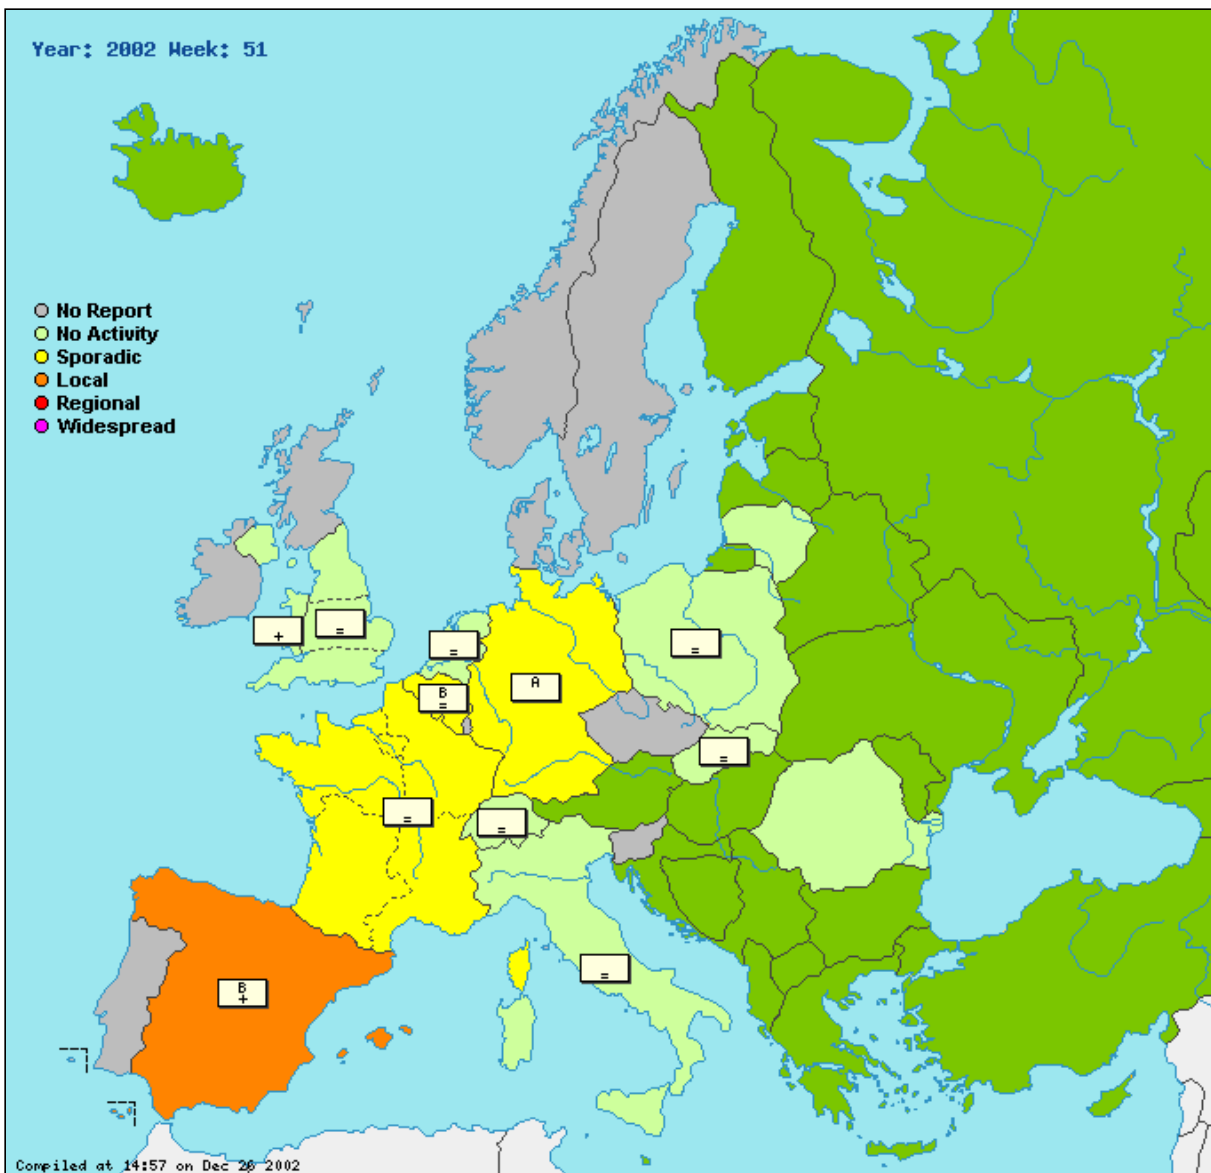 Year: 2002 Week: 51
No Report
No Activity
Sporadic
Local
Regional
Widespread
+
=
=
=
B
=
A
=
=
=
=
B
+
Compiled at 14:57 on Dec 26 2002